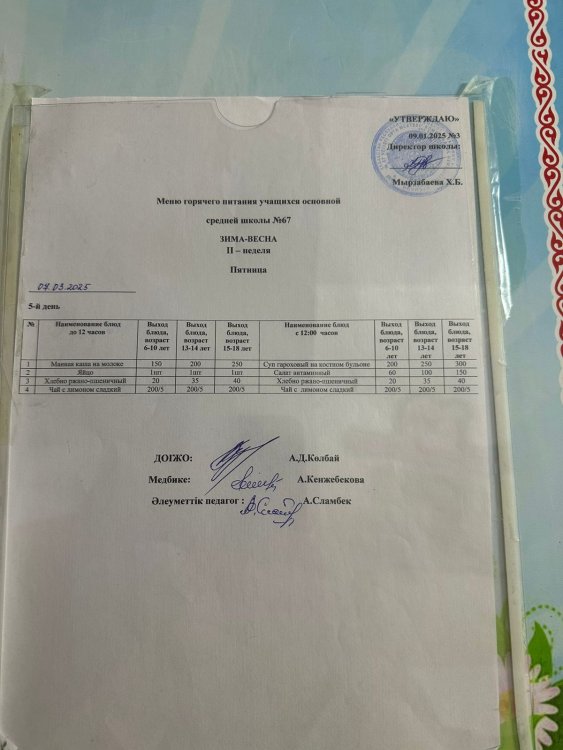 «УТВЕРЖДАЮ»
09.01.2025 №3
Директор школы:
Мырзабаева Х.Б.
Меню горячего питания учащихся основной
средней школы №67
ЗИМА-ВЕСНА
II – неделя
Пятница
07.03.2025
5-й день
№ Наименование блюд до 12 часов Выход блюда, возраст 6-10 лет Выход блюда, возраст 13-14 лет Выход блюда, возраст 15-18 лет Наименование блюд с 12:00 часов Выход блюда, возраст 6-10 лет Выход блюда, возраст 13-14 лет Выход блюда, возраст 15-18 лет
1 Манная каша на молоке 150 200 250 Суп гороховый на костном бульоне 200 250 300
2 Яйцо 1шт 1шт 1шт Салат витаминный 60 100 150
3 Хлебно ржано-пшеничный 20 35 40 Хлебно ржано-пшеничный 20 35 40
4 Чай с лимоном сладкий 200/5 200/5 200/5 Чай с лимоном сладкий 200/5 200/5 200/5
ДОІЖО: А.Д.Колбай
Медбике: А.Кенжебекова
Әлеуметтік педагог : А.Сламбек